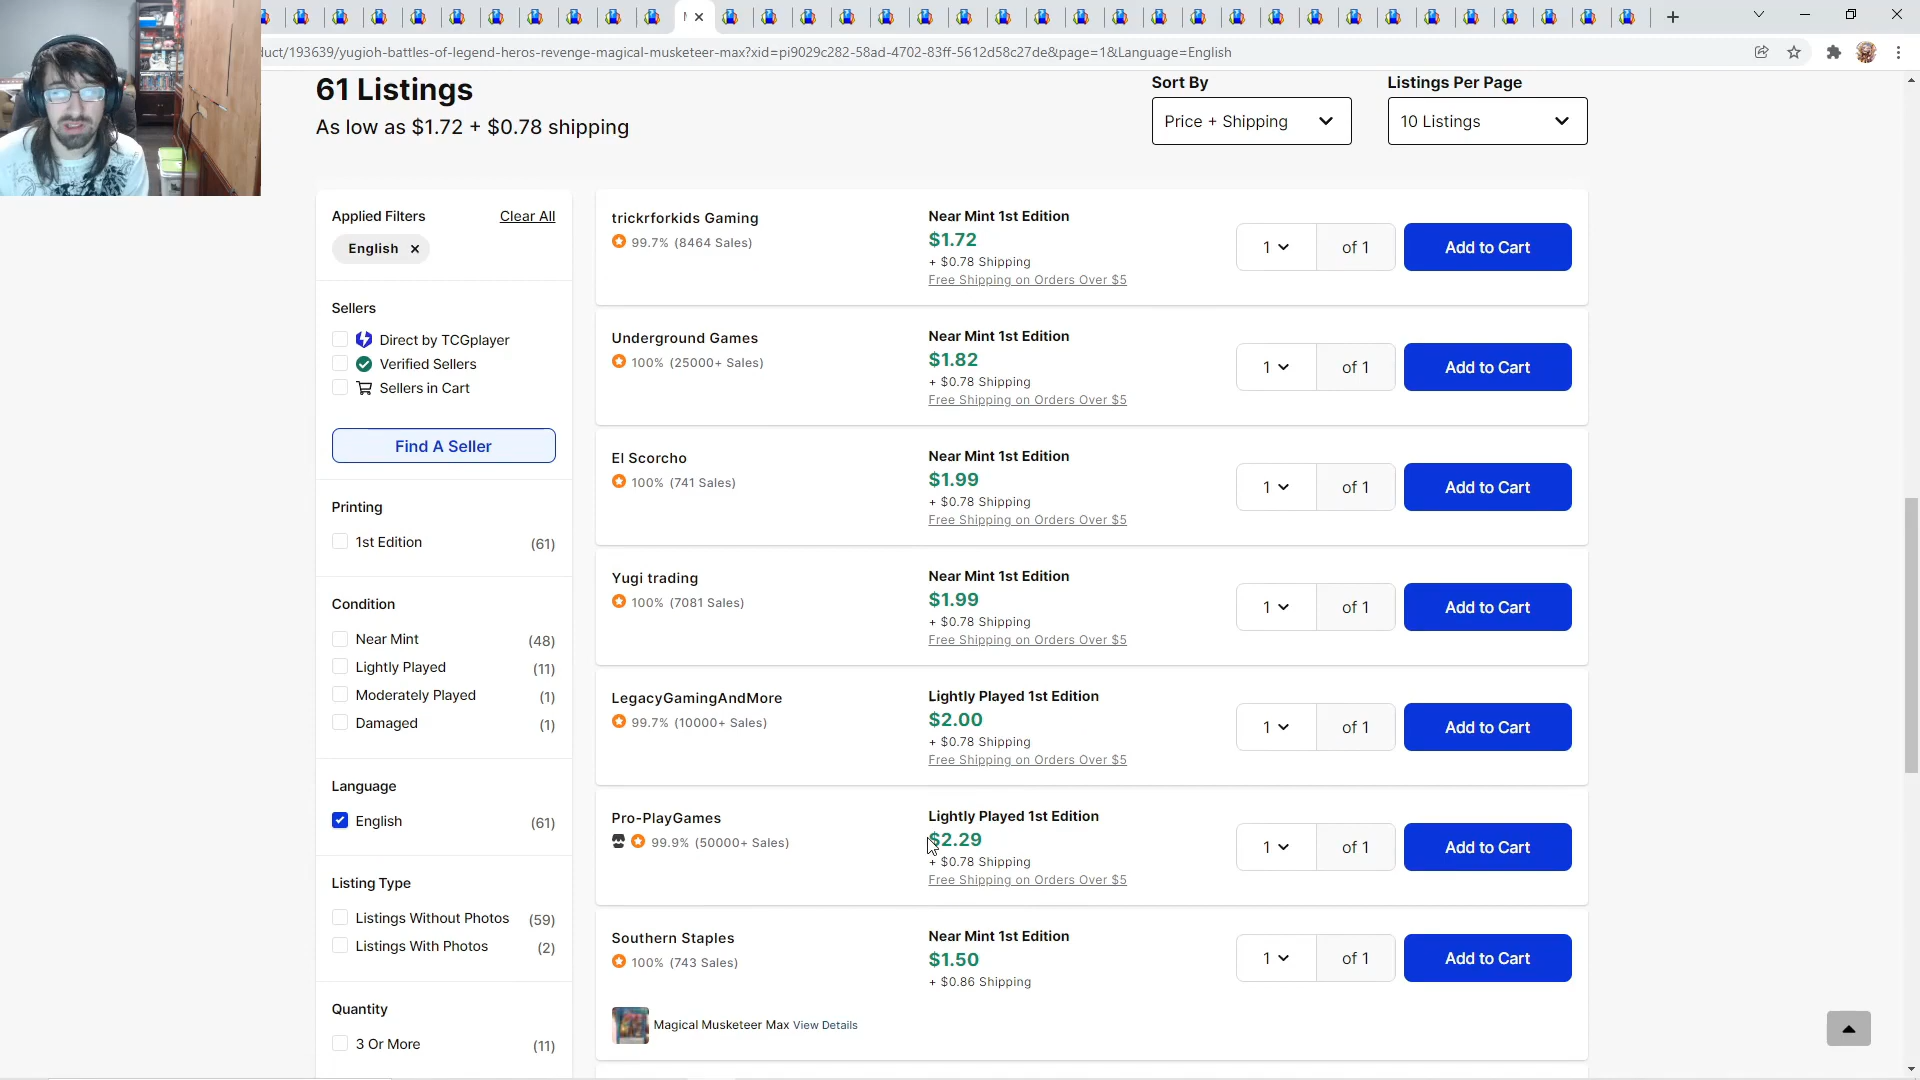 duct/193639/yugioh-battles-of-legend-heros-revenge-magical-musketeer-max?xid=pi9029c282-58ad-4702-83ff-5612d58c27de&page=1&Language=English
61 Listings
As low as $1.72 + $0.78 shipping
Sort By
Price + Shipping
Listings Per Page
10 Listings
Applied Filters
Clear All
English ×
Sellers
Direct by TCGplayer
Verified Sellers
Sellers in Cart
Find A Seller
Printing
1st Edition (61)
Condition
Near Mint (48)
Lightly Played (11)
Moderately Played (1)
Damaged (1)
Language
English (61)
Listing Type
Listings Without Photos (59)
Listings With Photos (2)
Quantity
3 Or More (11)
trickrforkids Gaming
99.7% (8464 Sales)
Near Mint 1st Edition
$1.72
+ $0.78 Shipping
Free Shipping on Orders Over $5
1 of 1
Add to Cart
Underground Games
100% (25000+ Sales)
Near Mint 1st Edition
$1.82
+ $0.78 Shipping
Free Shipping on Orders Over $5
1 of 1
Add to Cart
El Scorcho
100% (741 Sales)
Near Mint 1st Edition
$1.99
+ $0.78 Shipping
Free Shipping on Orders Over $5
1 of 1
Add to Cart
Yugi trading
100% (7081 Sales)
Near Mint 1st Edition
$1.99
+ $0.78 Shipping
Free Shipping on Orders Over $5
1 of 1
Add to Cart
LegacyGamingAndMore
99.7% (10000+ Sales)
Lightly Played 1st Edition
$2.00
+ $0.78 Shipping
Free Shipping on Orders Over $5
1 of 1
Add to Cart
Pro-PlayGames
99.9% (50000+ Sales)
Lightly Played 1st Edition
$2.29
+ $0.78 Shipping
Free Shipping on Orders Over $5
1 of 1
Add to Cart
Southern Staples
100% (743 Sales)
Near Mint 1st Edition
$1.50
+ $0.86 Shipping
1 of 1
Add to Cart
Magical Musketeer Max View Details